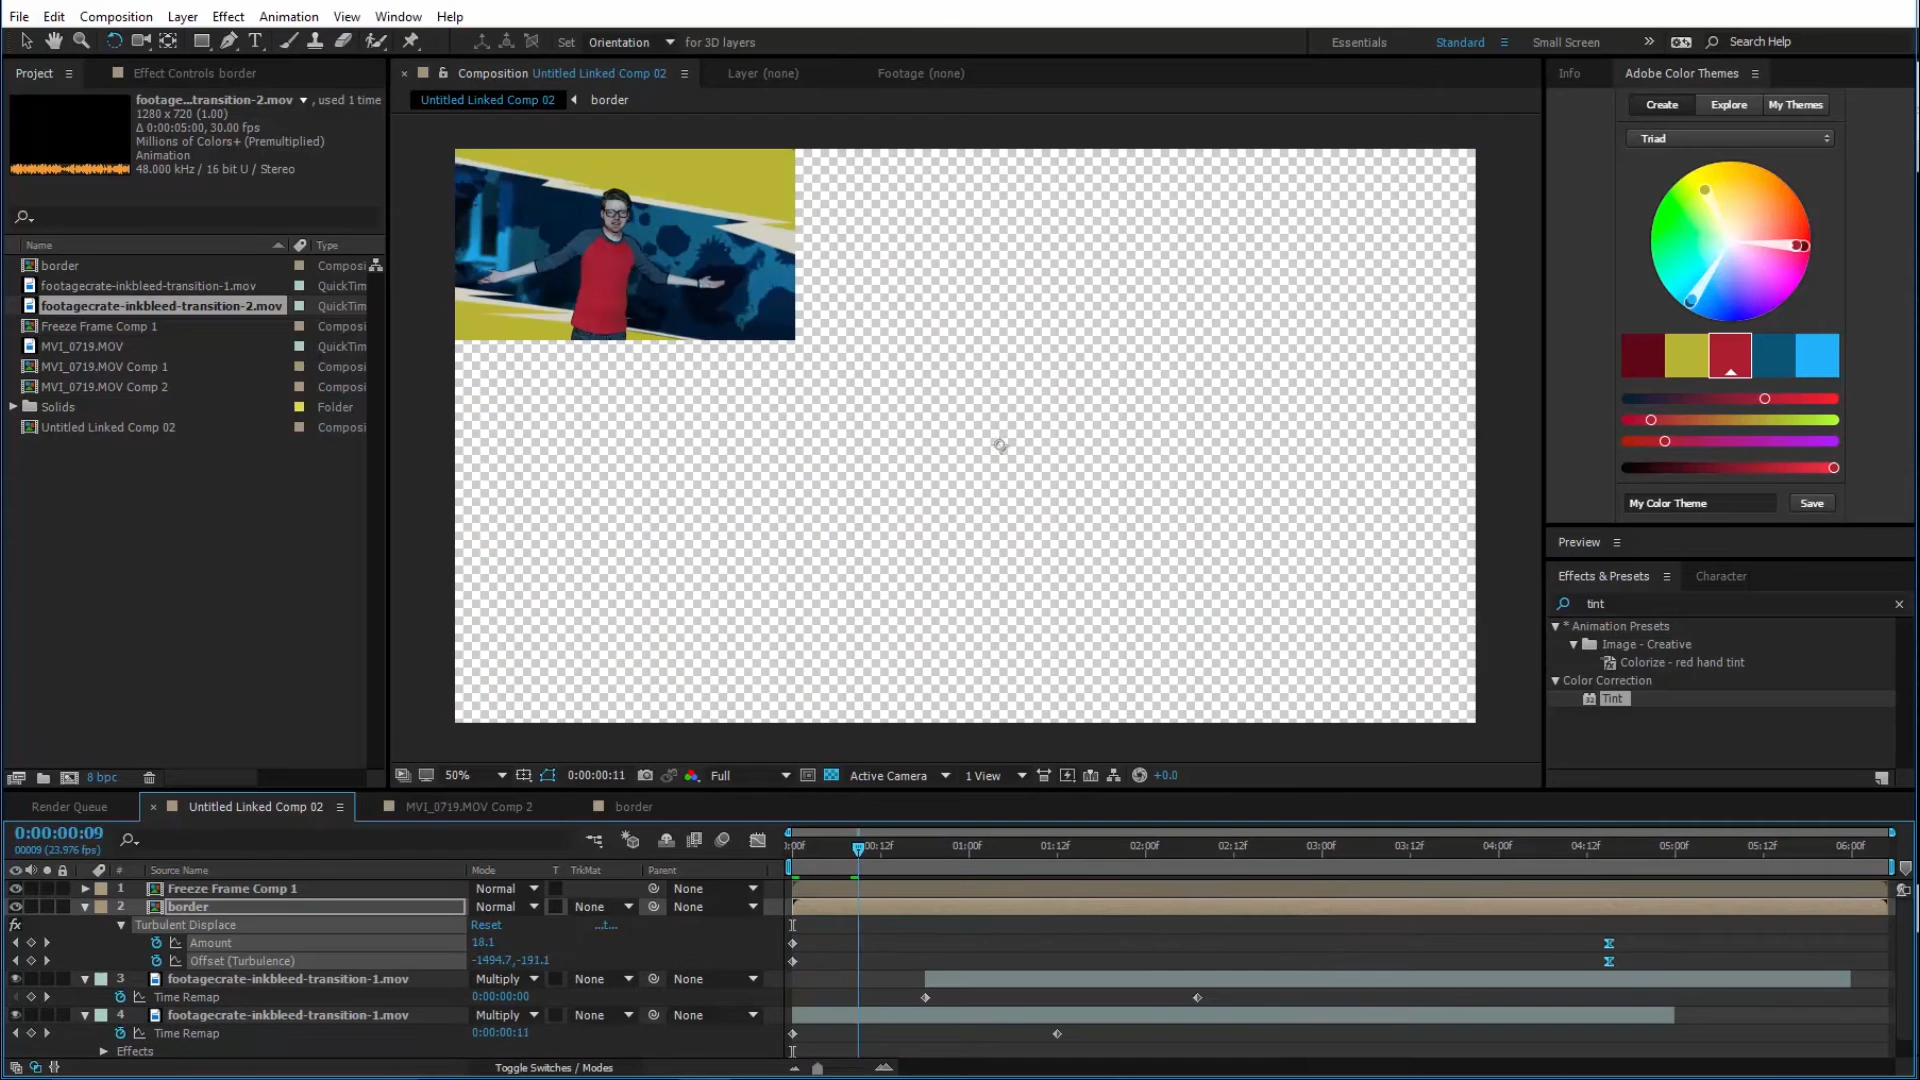 File Edit Composition Layer Effect Animation View Window Help
Set Orientation for 3D layers Essentials Standard Small Screen Search Help
Project Effect Controls border
footage...transition-2.mov , used 1 time
1280 x 720 (1.00)
Δ 0:00:05:00, 30.00 fps
Millions of Colors+ (Premultiplied)
Animation
48.000 kHz / 16 bit U / Stereo
Name Type
border Composi
footagecrate-inkbleed-transition-1.mov QuickTim
footagecrate-inkbleed-transition-2.mov QuickTim
Freeze Frame Comp 1 Composi
MVI_0719.MOV QuickTim
MVI_0719.MOV Comp 1 Composi
MVI_0719.MOV Comp 2 Composi
Solids Folder
Untitled Linked Comp 02 Composi
8 bpc
Composition Untitled Linked Comp 02 Layer (none) Footage (none)
Untitled Linked Comp 02 border
50% 0:00:00:11 Full Active Camera 1 View +0.0
Info Adobe Color Themes
Create Explore My Themes
Triad
My Color Theme Save
Preview
Effects & Presets Character
tint
* Animation Presets
Image - Creative
Colorize - red hand tint
Color Correction
32 Tint
Render Queue Untitled Linked Comp 02 MVI_0719.MOV Comp 2 border
0:00:00:09
00009 (23.976 fps)
):00f 00:12f 01:00f 01:12f 02:00f 02:12f 03:00f 03:12f 04:00f 04:12f 05:00f 05:12f 06:00f
# Source Name Mode T TrkMat Parent
1 Freeze Frame Comp 1 Normal None
2 border Normal None None
fx Turbulent Displace Reset ...t...
Amount 18.1
Offset (Turbulence) -1494.7,-191.1
3 footagecrate-inkbleed-transition-1.mov Multiply None None
Time Remap 0:00:00:00
4 footagecrate-inkbleed-transition-1.mov Multiply None None
Time Remap 0:00:00:11
Effects
Toggle Switches / Modes